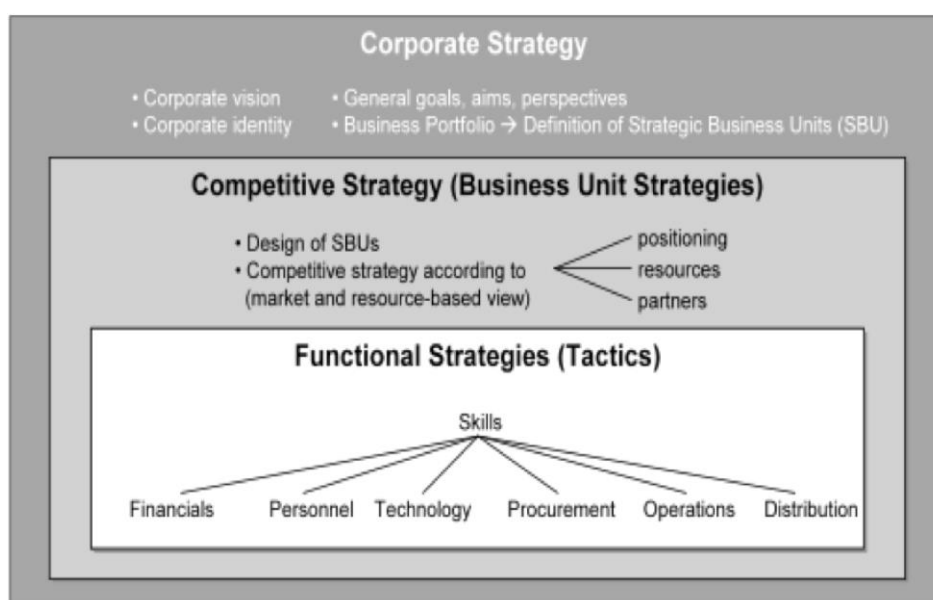 Corporate Strategy
• Corporate vision • General goals, aims, perspectives
• Corporate identity • Business Portfolio → Definition of Strategic Business Units (SBU)
Competitive Strategy (Business Unit Strategies)
• Design of SBUs
• Competitive strategy according to
(market and resource-based view)
positioning
resources
partners
Functional Strategies (Tactics)
Skills
Financials Personnel Technology Procurement Operations Distribution